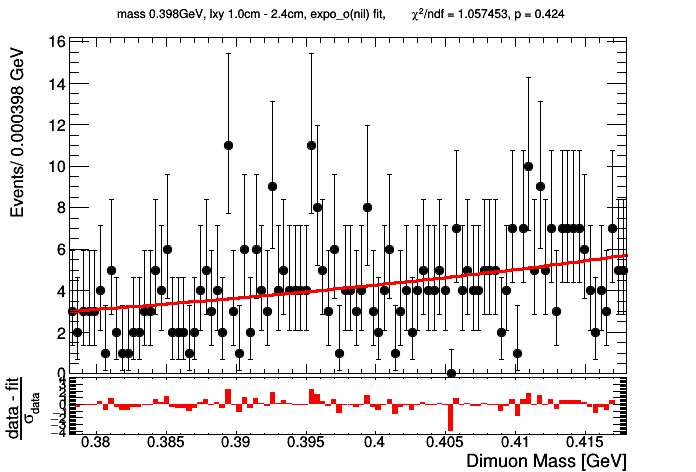 mass 0.398GeV, lxy 1.0cm - 2.4cm, expo_o(nil) fit, χ²/ndf = 1.057453, p = 0.424
Events/ 0.000398 GeV
16
14
12
10
8
6
4
2
0
data - fit
σdata
0
−4
0.38 0.385 0.39 0.395 0.4 0.405 0.41 0.415
Dimuon Mass [GeV]